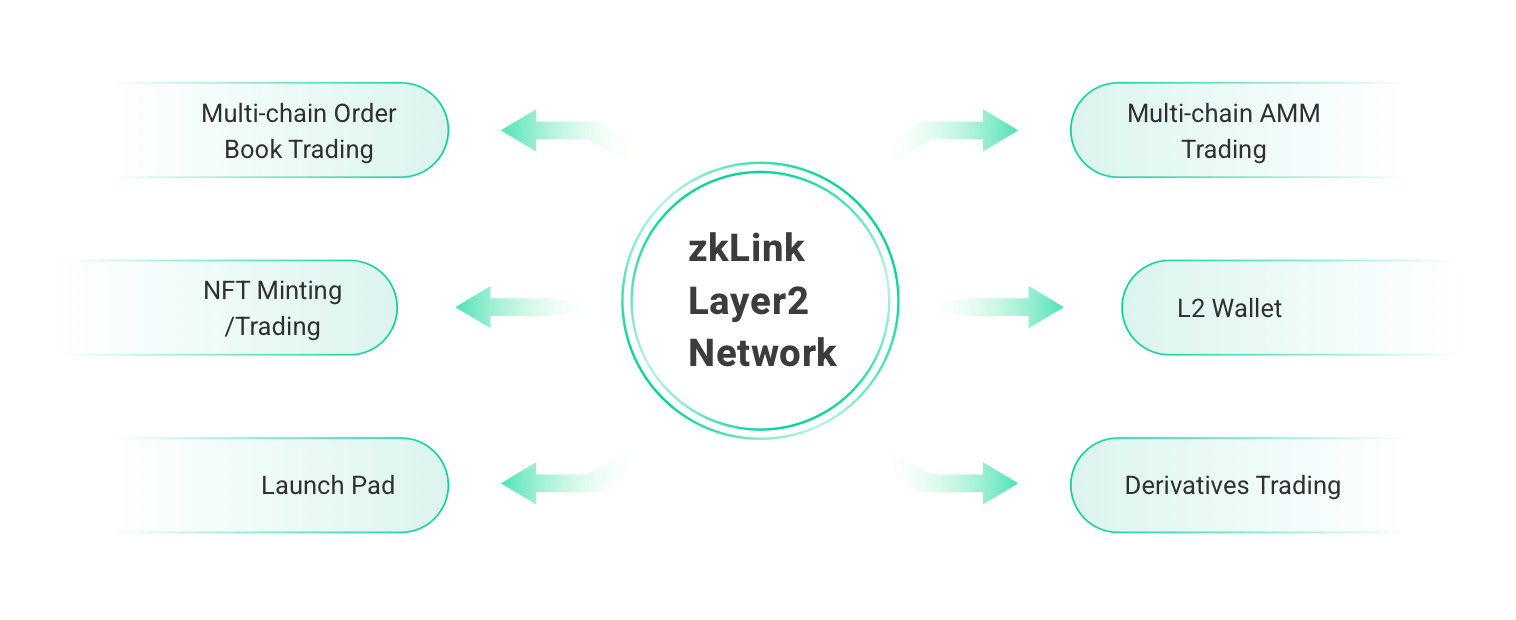 Multi-chain Order
Book Trading
Multi-chain AMM
Trading
zkLink
Layer2
Network
NFT Minting
/Trading
L2 Wallet
Launch Pad
Derivatives Trading